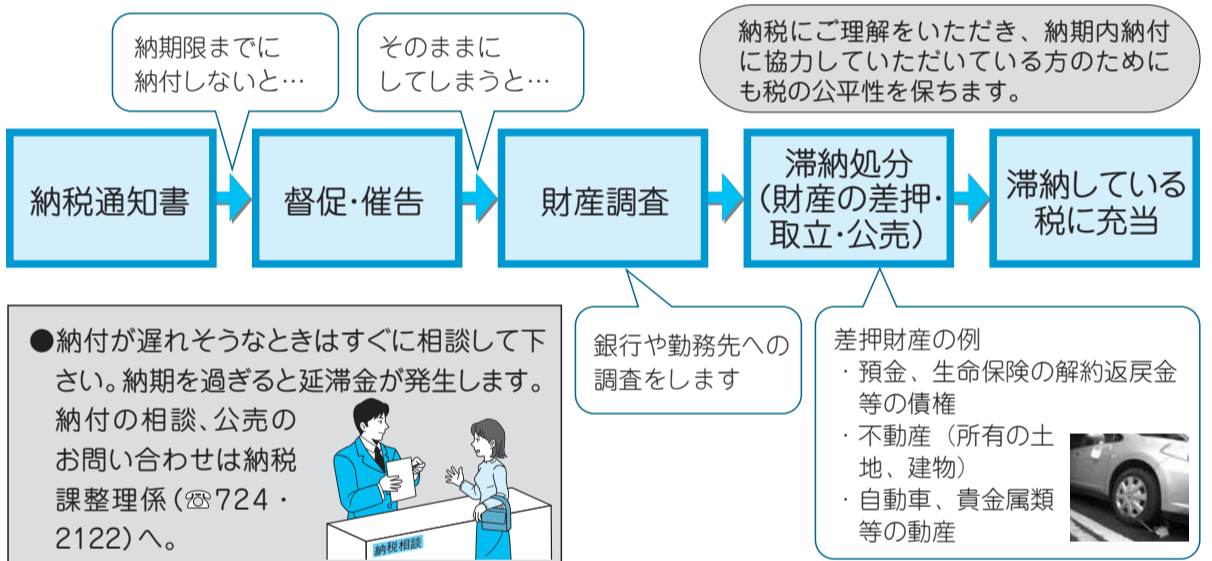 納期限までに
納付しないと…
そのままに
してしまうと…
納税にご理解をいただき、納期内納付
に協力していただいている方のために
も税の公平性を保ちます。
納税通知書
督促・催告
財産調査
滞納処分
（財産の差押・
取立・公売）
滞納している
税に充当
●納付が遅れそうなときはすぐに相談して下
さい。納期を過ぎると延滞金が発生します。
納付の相談、公売の
お問い合わせは納税
課整理係（☎724・
2122）へ。
納税相談
銀行や勤務先への
調査をします
差押財産の例
・預金、生命保険の解約返戻金
等の債権
・不動産（所有の土
地、建物）
・自動車、貴金属類
等の動産